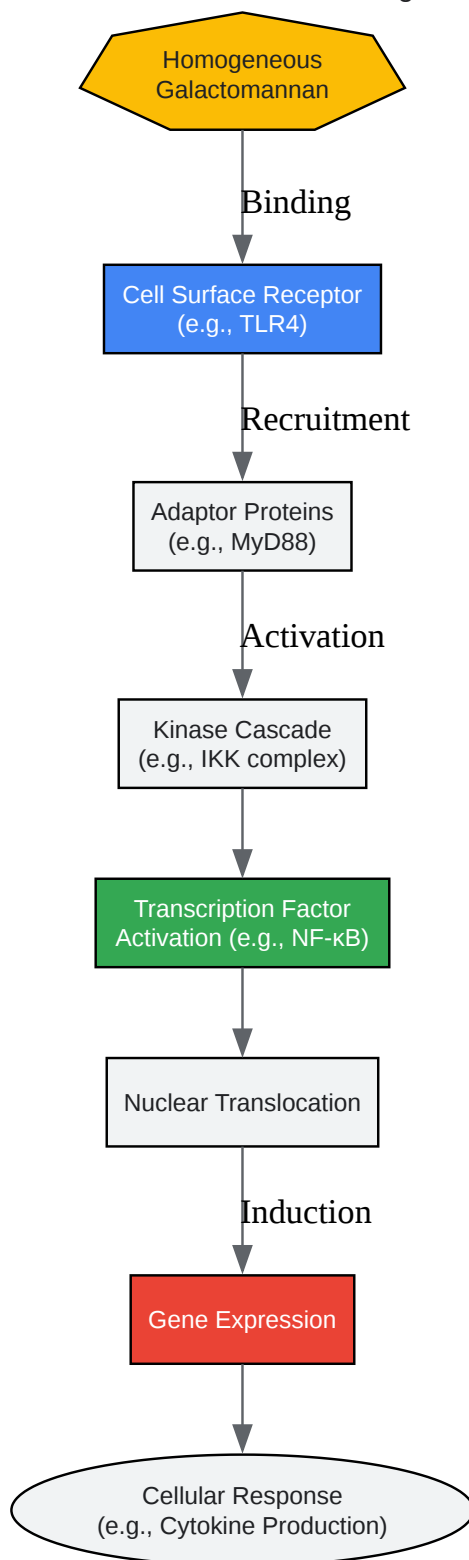 Homogeneous
Galactomannan
Binding
Cell Surface Receptor
(e.g., TLR4)
Recruitment
Adaptor Proteins
(e.g., MyD88)
Activation
Kinase Cascade
(e.g., IKK complex)
Transcription Factor
Activation (e.g., NF-κB)
Nuclear Translocation
Induction
Gene Expression
Cellular Response
(e.g., Cytokine Production)